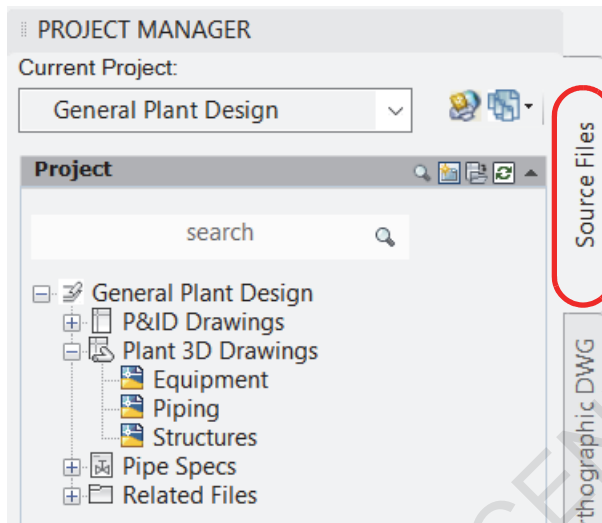 PROJECT MANAGER
Current Project:
General Plant Design
Project
search
General Plant Design
P&ID Drawings
Plant 3D Drawings
Equipment
Piping
Structures
Pipe Specs
Related Files
Source Files
DWG